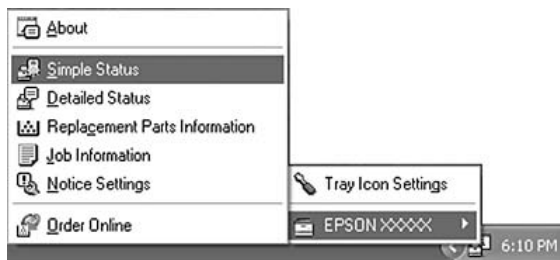 About
Simple Status
Detailed Status
Replacement Parts Information
Job Information
Notice Settings
Order Online
Tray Icon Settings
EPSON XXXXX
6:10 PM